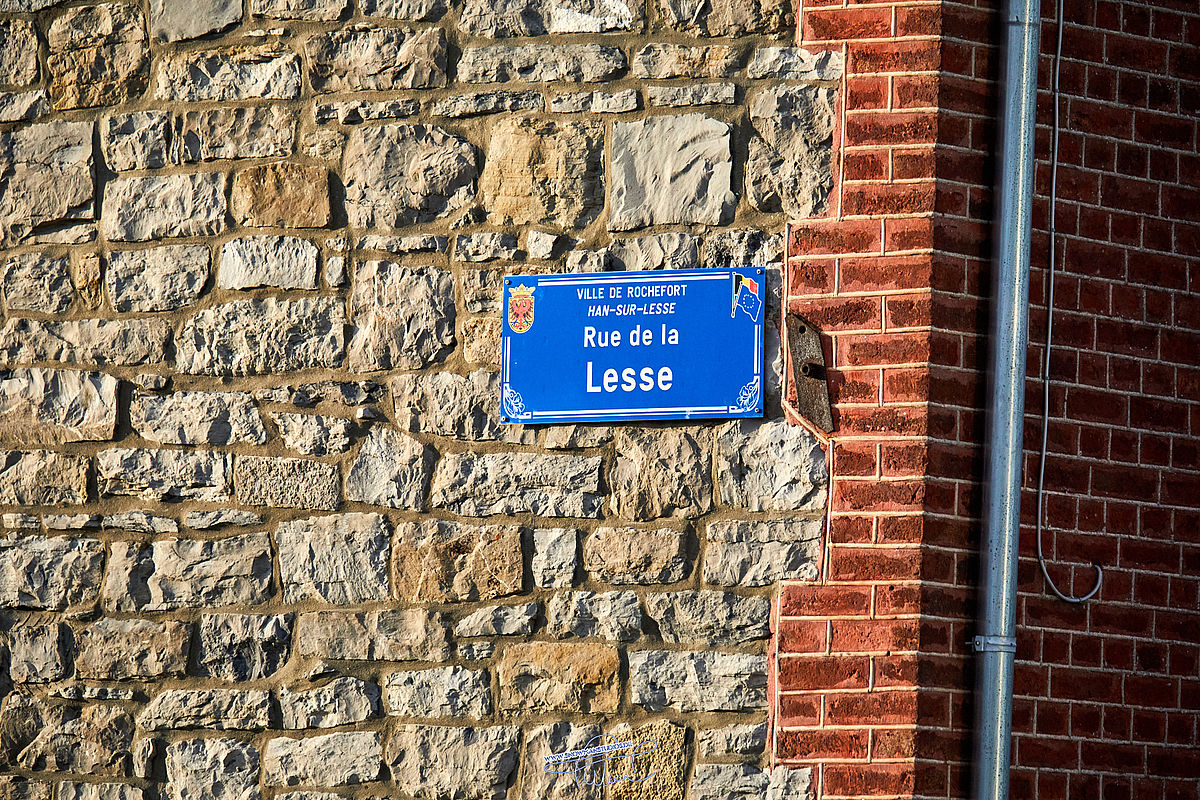 VILLE DE ROCHEFORT
HAN-SUR-LESSE
Rue de la
Lesse